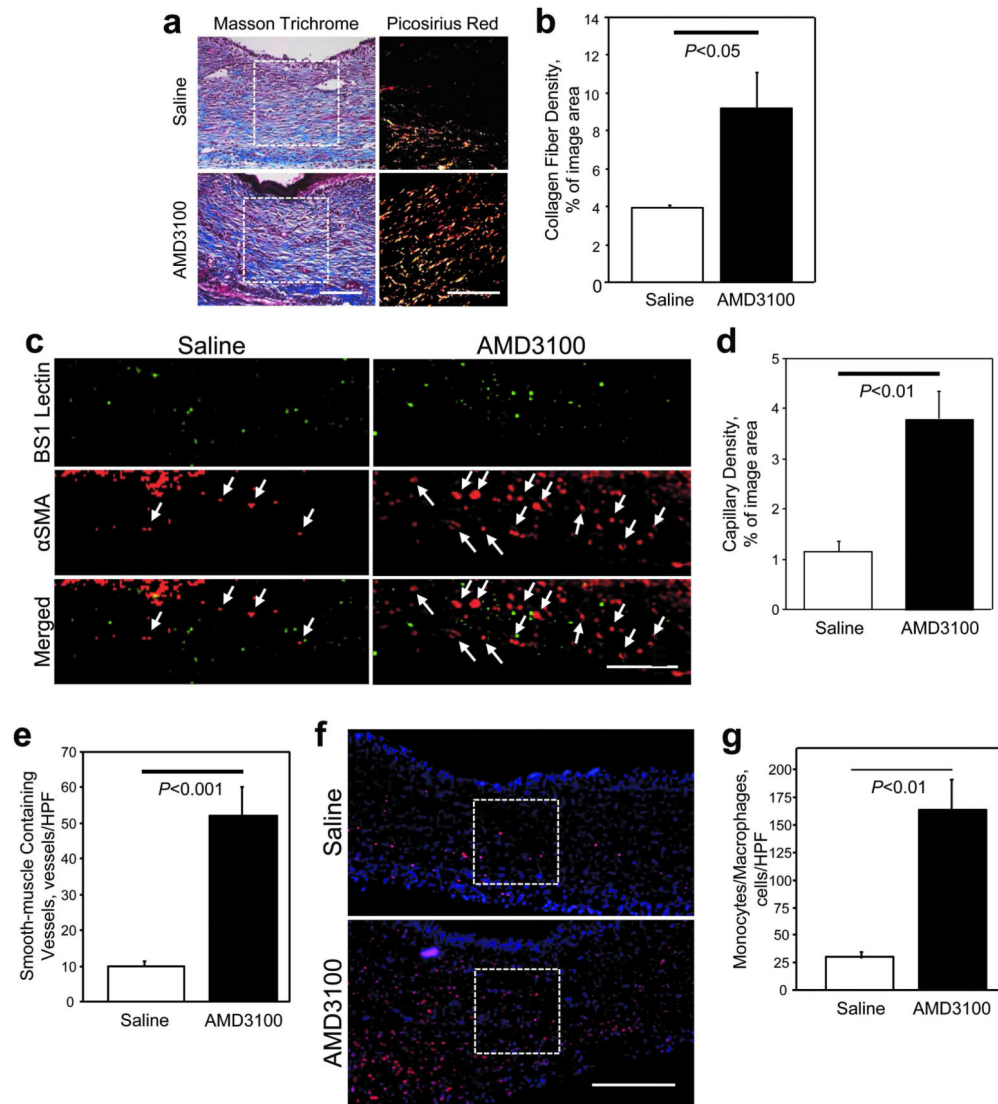 a
Masson Trichrome
Picosirius Red
Saline
AMD3100
b
Collagen Fiber Density,
% of image area
14
12
10
8
6
4
2
0
P<0.05
Saline
AMD3100
c
Saline
AMD3100
BS1 Lectin
αSMA
Merged
d
Capillary Density,
% of image area
5
4
3
2
1
0
P<0.01
Saline
AMD3100
e
Smooth-muscle Containing
Vessels, vessels/HPF
70
60
50
40
30
20
10
0
P<0.001
Saline
AMD3100
f
Saline
AMD3100
g
Monocytes/Macrophages,
cells/HPF
200
175
150
125
100
75
50
25
0
P<0.01
Saline
AMD3100